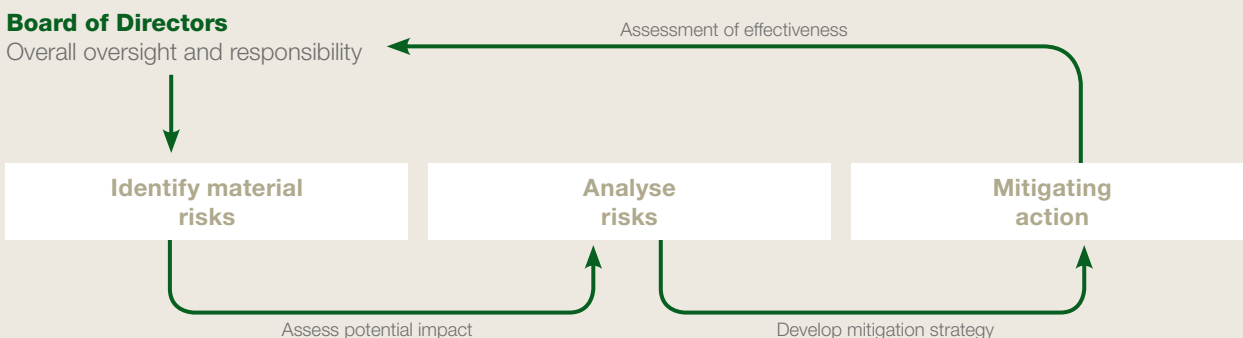 Board of Directors
Overall oversight and responsibility
Assessment of effectiveness
Identify material
risks
Analyse
risks
Mitigating
action
Assess potential impact
Develop mitigation strategy